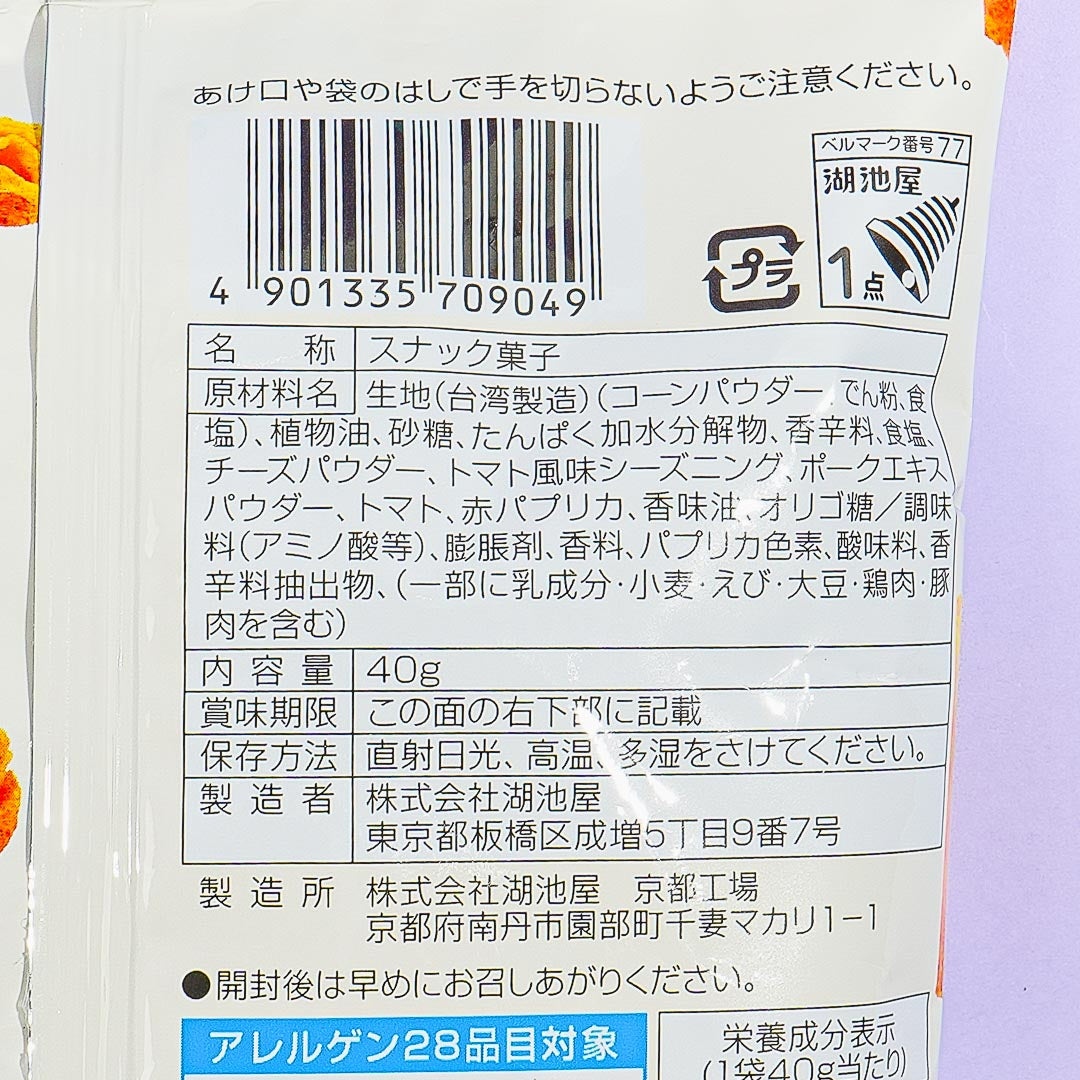 あけ口や袋のはしで手を切らないようご注意ください。
4 901335 709049
プラ
ベルマーク番号77
湖池屋
1点
名称 スナック菓子
原材料名 生地(台湾製造)(コーンパウダー、でん粉、食
塩)、植物油、砂糖、たんぱく加水分解物、香辛料、食塩、
チーズパウダー、トマト風味シーズニング、ポークエキス
パウダー、トマト、赤パプリカ、香味油、オリゴ糖/調味
料(アミノ酸等)、膨脹剤、香料、パプリカ色素、酸味料、香
辛料抽出物、(一部に乳成分・小麦・えび・大豆・鶏肉・豚
肉を含む)
内容量 40g
賞味期限 この面の右下部に記載
保存方法 直射日光、高温、多湿をさけてください。
製造者 株式会社湖池屋
東京都板橋区成増5丁目9番7号
製造所 株式会社湖池屋 京都工場
京都府南丹市園部町千妻マカリ1-1
●開封後は早めにお召しあがりください。
アレルゲン28品目対象
栄養成分表示
(1袋40g当たり)